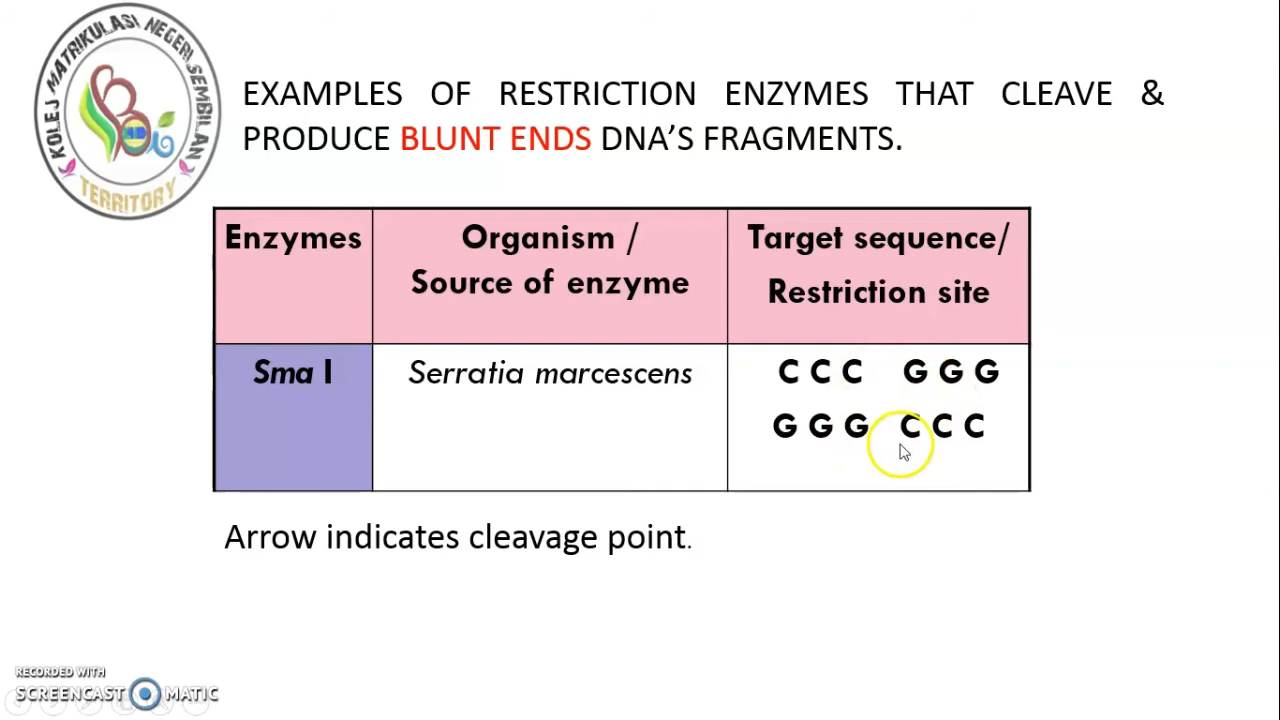 KOLEJ MATRIKULASI NEGERI SEMBILAN
TERRITORY
EXAMPLES OF RESTRICTION ENZYMES THAT CLEAVE &
PRODUCE BLUNT ENDS DNA’S FRAGMENTS.
Enzymes
Organism /
Source of enzyme
Target sequence/
Restriction site
Sma I
Serratia marcescens
C C C G G G
G G G C C C
Arrow indicates cleavage point.
RECORDED WITH
SCREENCAST MATIC